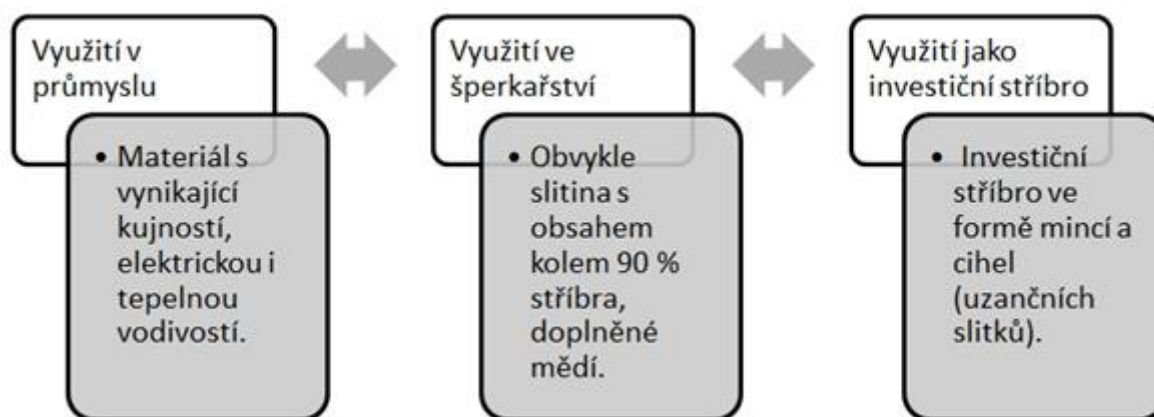 Využití v
průmyslu
• Materiál s
vynikající
kujností,
elektrickou i
tepelnou
vodivostí.
Využití ve
šperkařství
• Obvykle
slitina s
obsahem
kolem 90 %
stříbra,
doplněné
mědí.
Využití jako
investiční stříbro
• Investiční
stříbro ve
formě mincí a
cihel
(uzančních
slitků).